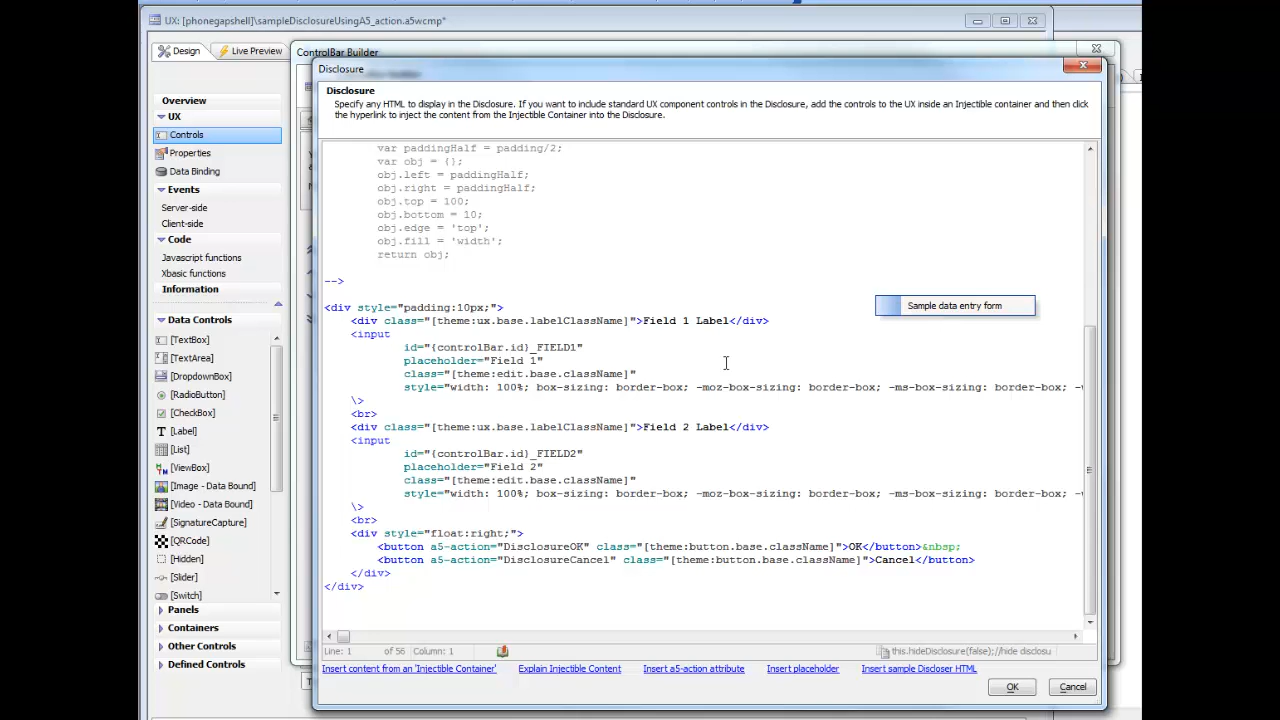 UX: [phonegapshell]\sampleDisclosureUsingA5_action.a5wcmp*
Design
Live Preview
ControlBar Builder
Disclosure
Disclosure
Specify any HTML to display in the Disclosure. If you want to include standard UX component controls in the Disclosure, add the controls to the UX inside an Injectible container and then click
the hyperlink to inject the content from the Injectible Container into the Disclosure.
Overview
UX
Controls
Properties
Data Binding
Events
Server-side
Client-side
Code
Javascript functions
Xbasic functions
Information
Data Controls
[TextBox]
[TextArea]
[DropdownBox]
[RadioButton]
[CheckBox]
[Label]
[List]
[ViewBox]
[Image - Data Bound]
[Video - Data Bound]
[SignatureCapture]
[QRCode]
[Hidden]
[Slider]
[Switch]
Panels
Containers
Other Controls
Defined Controls
var paddingHalf = padding/2;
var obj = {};
obj.left = paddingHalf;
obj.right = paddingHalf;
obj.top = 100;
obj.bottom = 10;
obj.edge = 'top';
obj.fill = 'width';
return obj;
-->
<div style="padding:10px;">
<div class="[theme:ux.base.labelClassName]">Field 1 Label</div>
<input
id="{controlBar.id}_FIELD1"
placeholder="Field 1"
class="[theme:edit.base.className]"
style="width: 100%; box-sizing: border-box; -moz-box-sizing: border-box; -ms-box-sizing: border-box;
\>
<br>
<div class="[theme:ux.base.labelClassName]">Field 2 Label</div>
<input
id="{controlBar.id}_FIELD2"
placeholder="Field 2"
class="[theme:edit.base.className]"
style="width: 100%; box-sizing: border-box; -moz-box-sizing: border-box; -ms-box-sizing: border-box;
\>
<br>
<div style="float:right;">
<button a5-action="DisclosureOK" class="[theme:button.base.className]">OK</button>&nbsp;
<button a5-action="DisclosureCancel" class="[theme:button.base.className]">Cancel</button>
</div>
</div>
Sample data entry form
Line: 1 of 56 Column: 1
this.hideDisclosure(false);//hide disclosu
Insert content from an 'Injectible Container' Explain Injectible Content Insert a5-action attribute Insert placeholder Insert sample Discloser HTML
OK Cancel